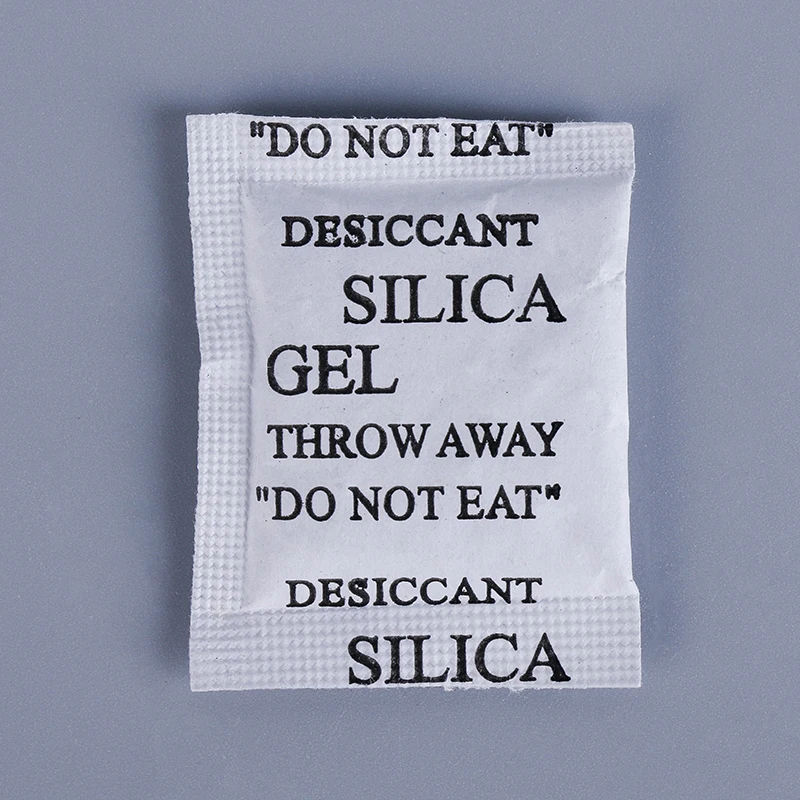 "DO NOT EAT"
DESICCANT
SILICA
GEL
THROW AWAY
"DO NOT EAT"
DESICCANT
SILICA